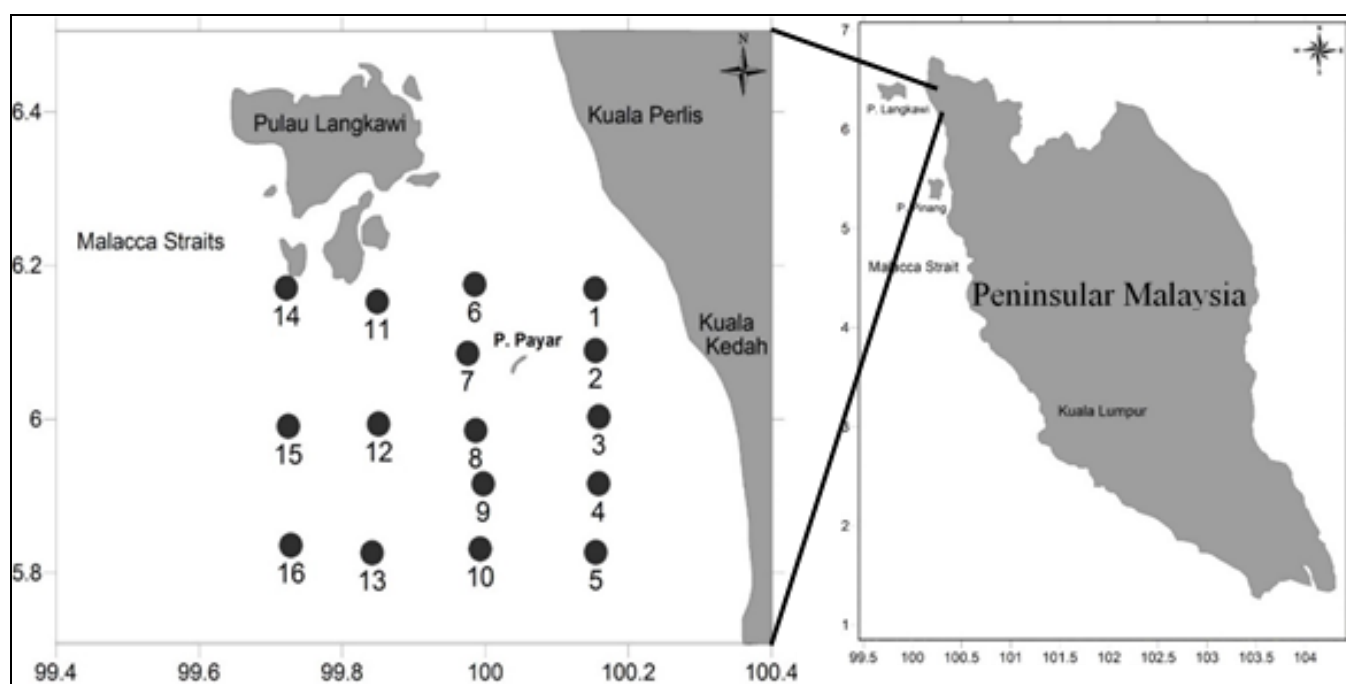 N
6.4
Pulau Langkawi
Kuala Perlis
Malacca Straits
6.2
14
11
6
1
Kuala
Kedah
P. Payar
7
2
6
15
12
8
3
9
4
5.8
16
13
10
5
99.4 99.6 99.8 100 100.2 100.4
7
P. Langkawi
6
P. Pinang
5
Malacca Strait
Peninsular Malaysia
4
Kuala Lumpur
3
2
1
99.5 100 100.5 101 101.5 102 102.5 103 103.5 104